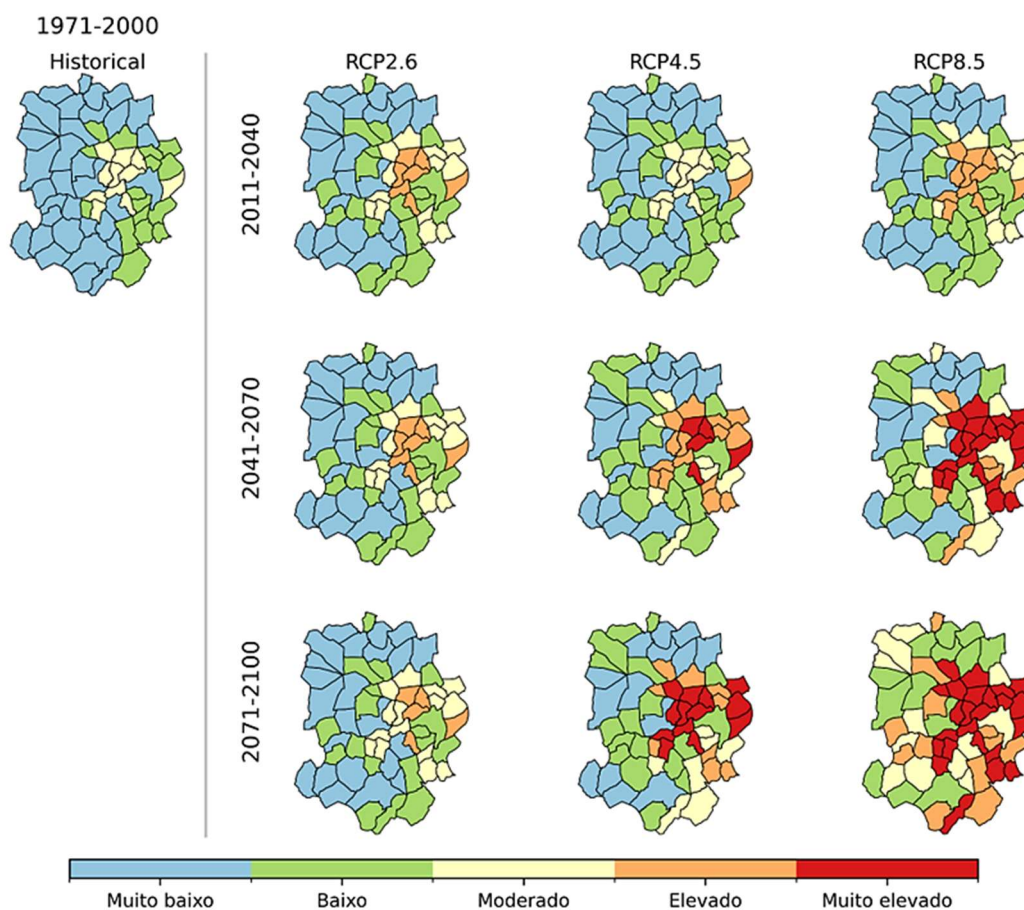 1971-2000
Historical
RCP2.6
RCP4.5
RCP8.5
2011-2040
2041-2070
2071-2100
Muito baixo
Baixo
Moderado
Elevado
Muito elevado